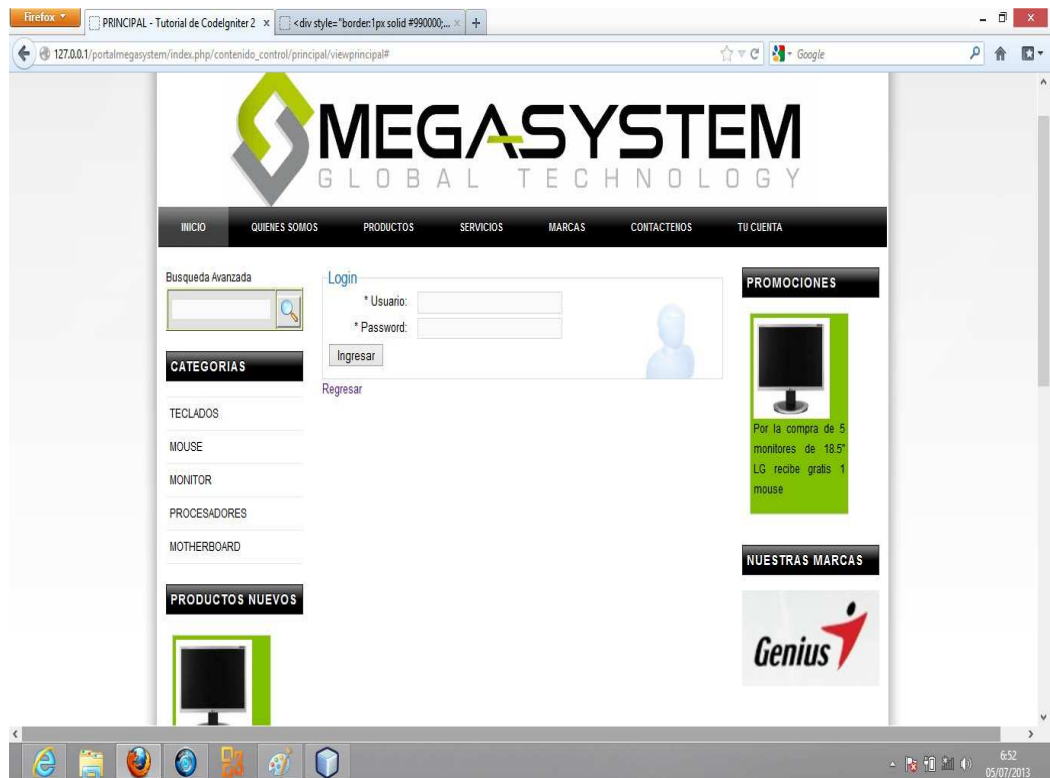 Firefox
PRINCIPAL - Tutorial de CodeIgniter 2 x
<div style="border:1px solid #990000;... x
127.0.0.1/portalmegasystem/index.php/contenido_control/principal/viewprincipal#
Google
MEGASYSTEM
GLOBAL TECHNOLOGY
INICIO QUIENES SOMOS PRODUCTOS SERVICIOS MARCAS CONTACTENOS TU CUENTA
Busqueda Avanzada
CATEGORIAS
TECLADOS
MOUSE
MONITOR
PROCESADORES
MOTHERBOARD
PRODUCTOS NUEVOS
Login
* Usuario:
* Password:
Ingresar
Regresar
PROMOCIONES
Por la compra de 5
monitores de 18.5"
LG recibe gratis 1
mouse
NUESTRAS MARCAS
Genius
6:52
05/07/2013